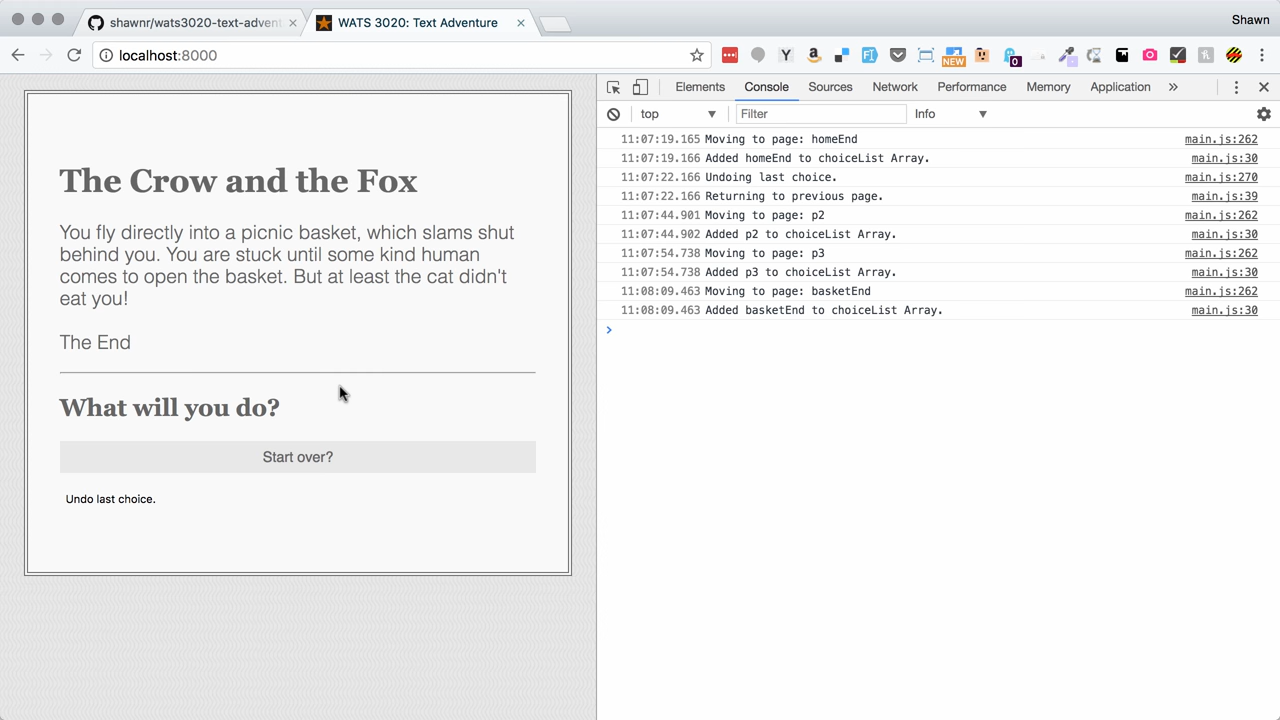 shawnr/wats3020-text-advent
WATS 3020: Text Adventure
Shawn
localhost:8000
Y
NEW
0
Elements
Console
Sources
Network
Performance
Memory
Application
top
Filter
Info
11:07:19.165 Moving to page: homeEnd main.js:262
11:07:19.166 Added homeEnd to choiceList Array. main.js:30
11:07:22.166 Undoing last choice. main.js:270
11:07:22.166 Returning to previous page. main.js:39
11:07:44.901 Moving to page: p2 main.js:262
11:07:44.902 Added p2 to choiceList Array. main.js:30
11:07:54.738 Moving to page: p3 main.js:262
11:07:54.738 Added p3 to choiceList Array. main.js:30
11:08:09.463 Moving to page: basketEnd main.js:262
11:08:09.463 Added basketEnd to choiceList Array. main.js:30
The Crow and the Fox
You fly directly into a picnic basket, which slams shut
behind you. You are stuck until some kind human
comes to open the basket. But at least the cat didn't
eat you!
The End
What will you do?
Start over?
Undo last choice.